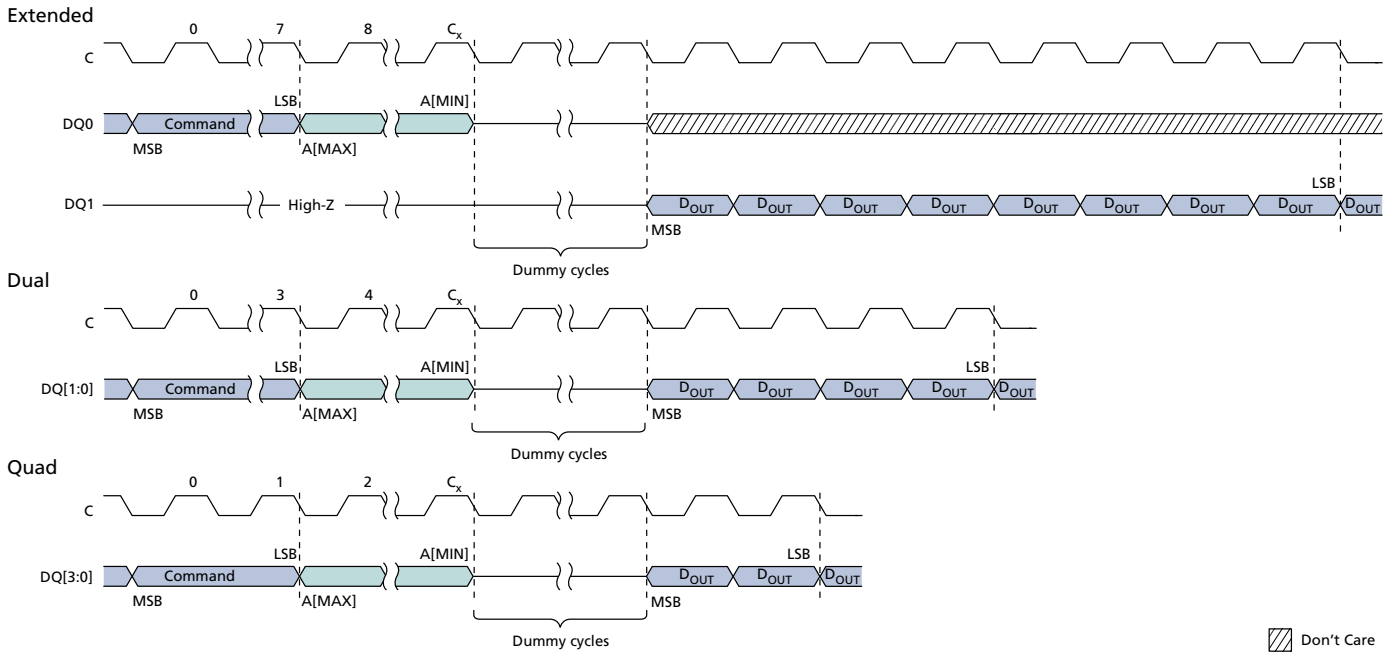 Extended
0 7 8 Cx
C
LSB A[MIN]
DQ0 Command
MSB A[MAX]
LSB
DQ1 High-Z DOUT DOUT DOUT DOUT DOUT DOUT DOUT DOUT DOUT
MSB
Dummy cycles
Dual
0 3 4 Cx
C
LSB A[MIN] LSB
DQ[1:0] Command DOUT DOUT DOUT DOUT DOUT
MSB A[MAX] MSB
Dummy cycles
Quad
0 1 2 Cx
C
LSB A[MIN] LSB
DQ[3:0] Command DOUT DOUT DOUT
MSB A[MAX] MSB
Dummy cycles
Don't Care